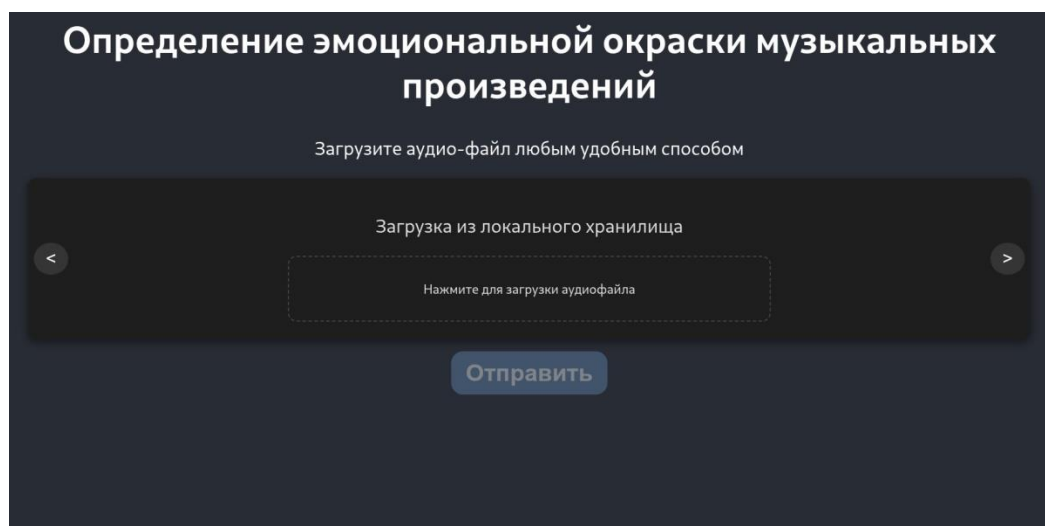 Определение эмоциональной окраски музыкальных
произведений
Загрузите аудио-файл любым удобным способом
Загрузка из локального хранилища
<
>
Нажмите для загрузки аудиофайла
Отправить